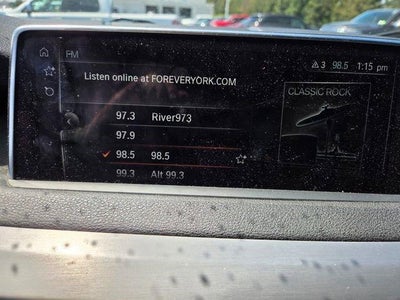 FM
3 98.5 1:15 pm
Listen online at FOREVERYORK.COM
CLASSIC ROCK
97.3 River973
97.9
98.5 98.5
99.3 Alt 99.3